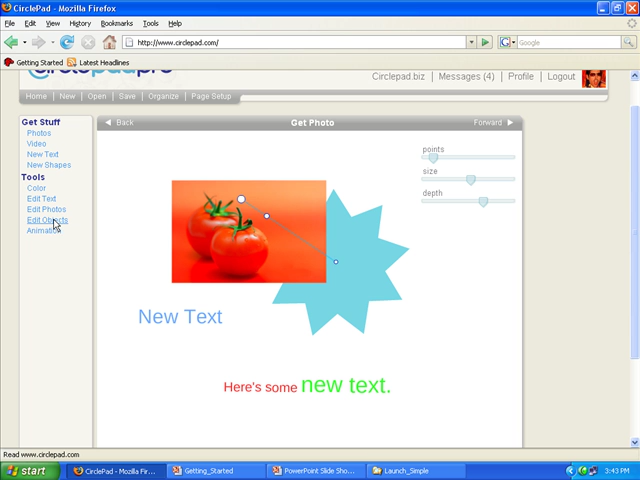 CirclePad - Mozilla Firefox
File Edit View History Bookmarks Tools Help
http://www.circlepad.com/
Google
Getting Started Latest Headlines
Circlepadpro
Circlepad.biz | Messages (4) | Profile | Logout
Home | New | Open | Save | Organize | Page Setup
Get Stuff
Photos
Video
New Text
New Shapes
Tools
Color
Edit Text
Edit Photos
Edit Objects
Animation
Back
Get Photo
Forward
points
size
depth
New Text
Here's some new text.
Read www.circlepad.com
start
CirclePad - Mozilla Fir...
Getting_Started
PowerPoint Slide Sho...
Launch_Simple
3:43 PM